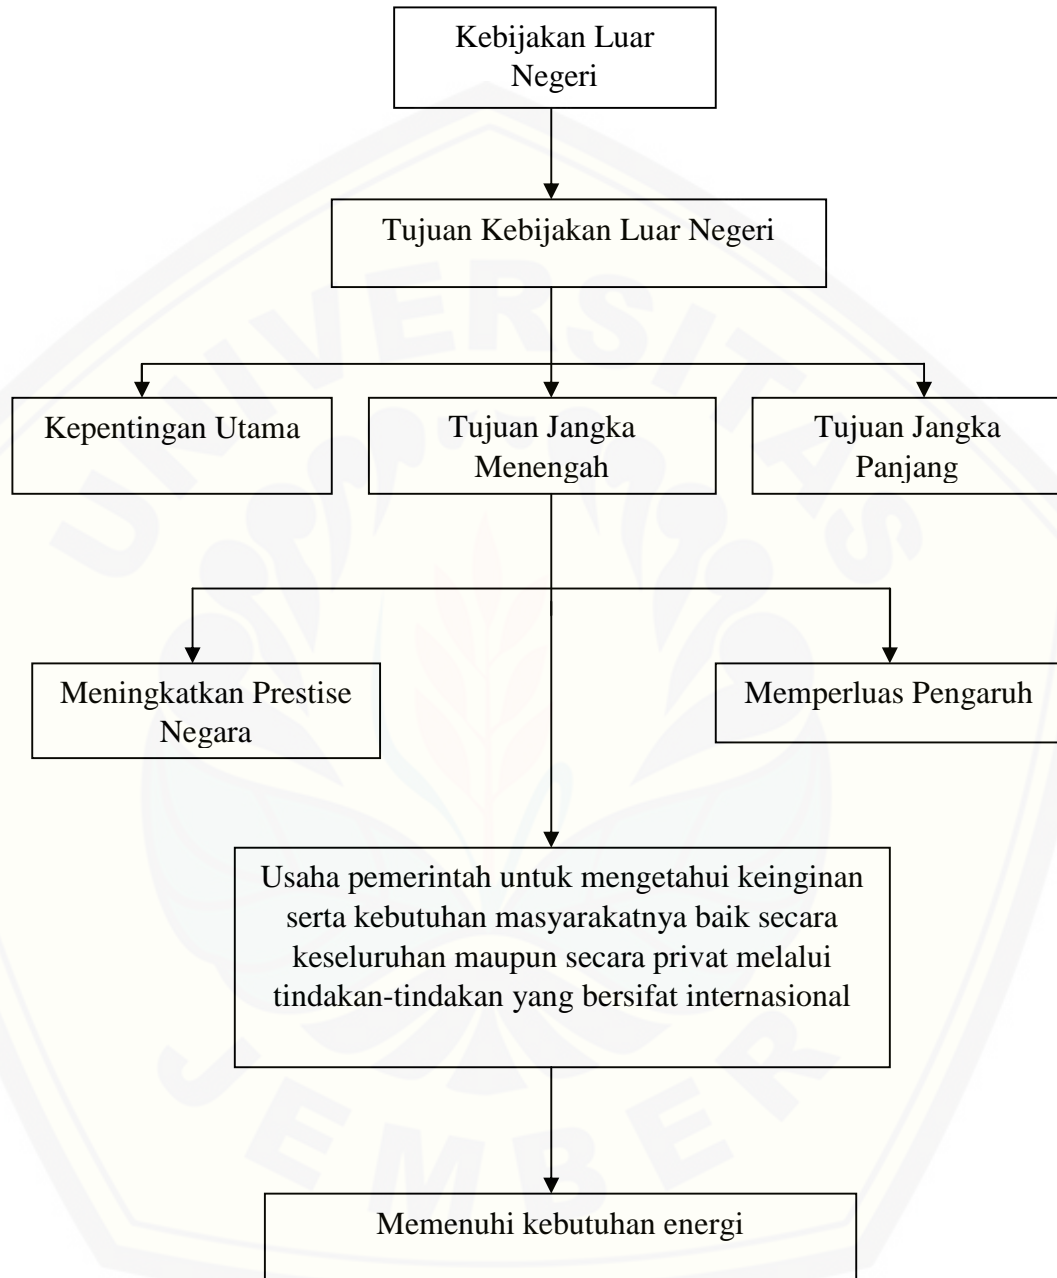 Kebijakan Luar
Negeri
Tujuan Kebijakan Luar Negeri
Kepentingan Utama
Tujuan Jangka
Menengah
Tujuan Jangka
Panjang
Meningkatkan Prestise
Negara
Memperluas Pengaruh
Usaha pemerintah untuk mengetahui keinginan
serta kebutuhan masyarakatnya baik secara
keseluruhan maupun secara privat melalui
tindakan-tindakan yang bersifat internasional
Memenuhi kebutuhan energi
UNIVERSITAS
JEMBER